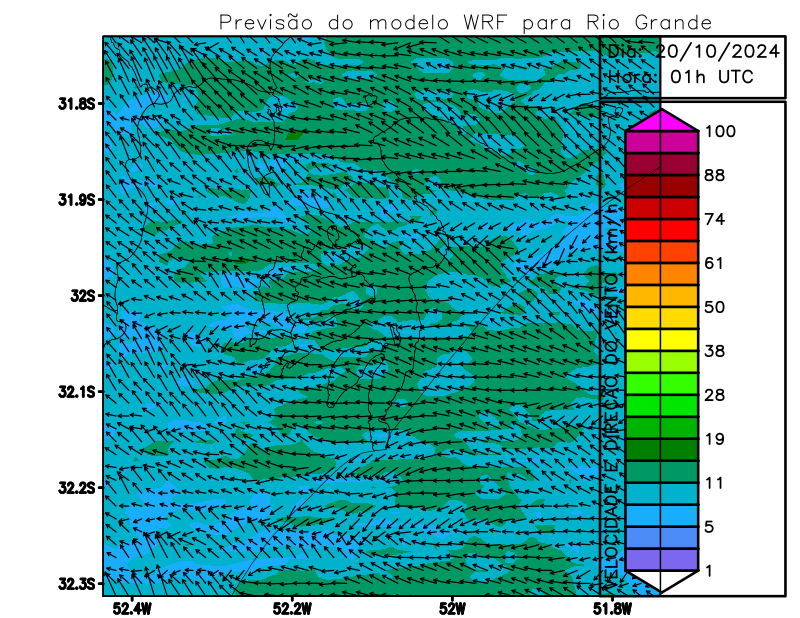 Previsão do modelo WRF para Rio Grande
Dia: 20/10/2024
Hora: 01h UTC
31.8S
31.9S
32S
32.1S
32.2S
32.3S
52.4W
52.2W
52W
51.8W
VELOCIDADE E DIREÇÃO DO VENTO (km/h)
100
88
74
61
50
38
28
19
11
5
1